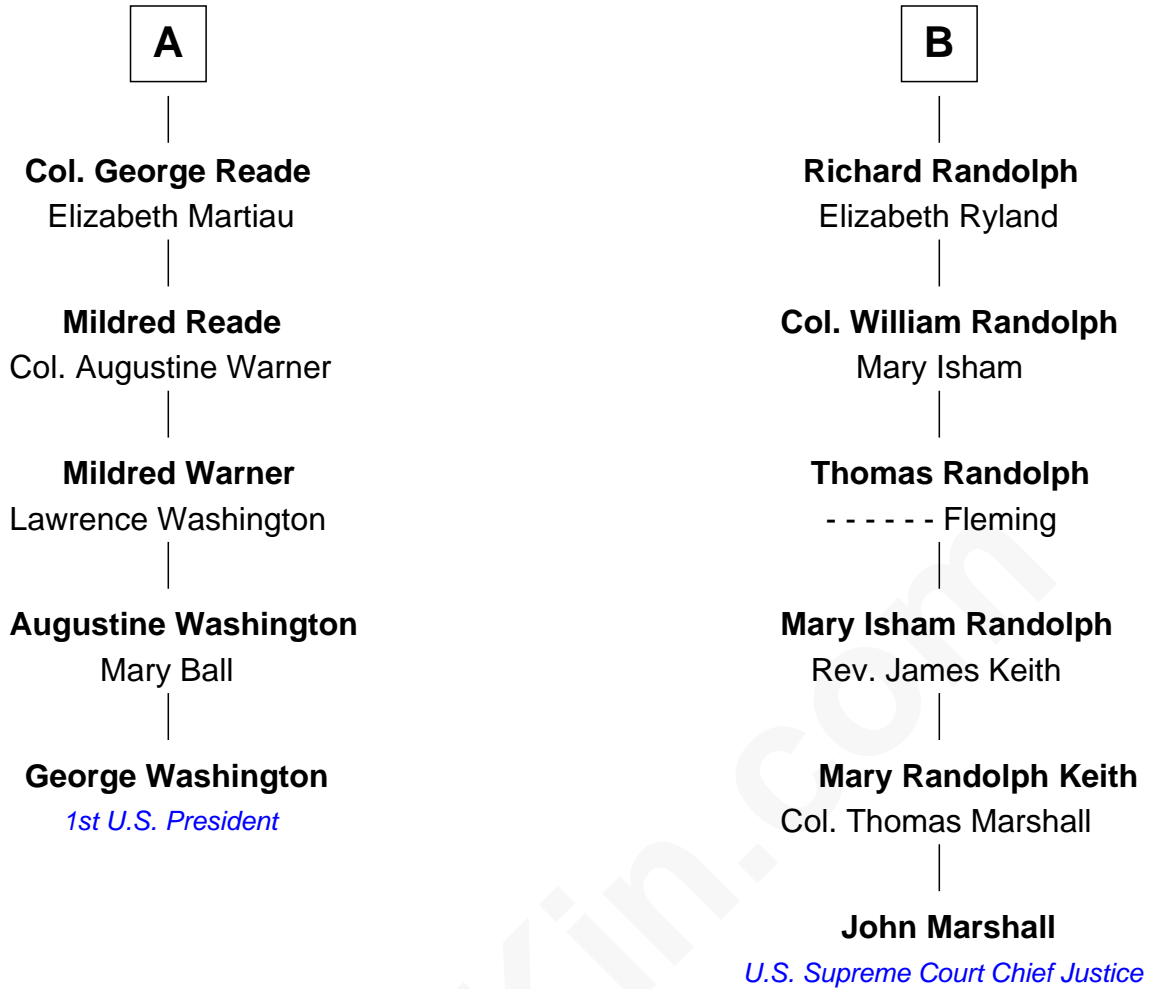 A
Col. George Reade
Elizabeth Martiau
Mildred Reade
Col. Augustine Warner
Mildred Warner
Lawrence Washington
Augustine Washington
Mary Ball
George Washington
1st U.S. President
B
Richard Randolph
Elizabeth Ryland
Col. William Randolph
Mary Isham
Thomas Randolph
- - - - - - Fleming
Mary Isham Randolph
Rev. James Keith
Mary Randolph Keith
Col. Thomas Marshall
John Marshall
U.S. Supreme Court Chief Justice
Kin.com